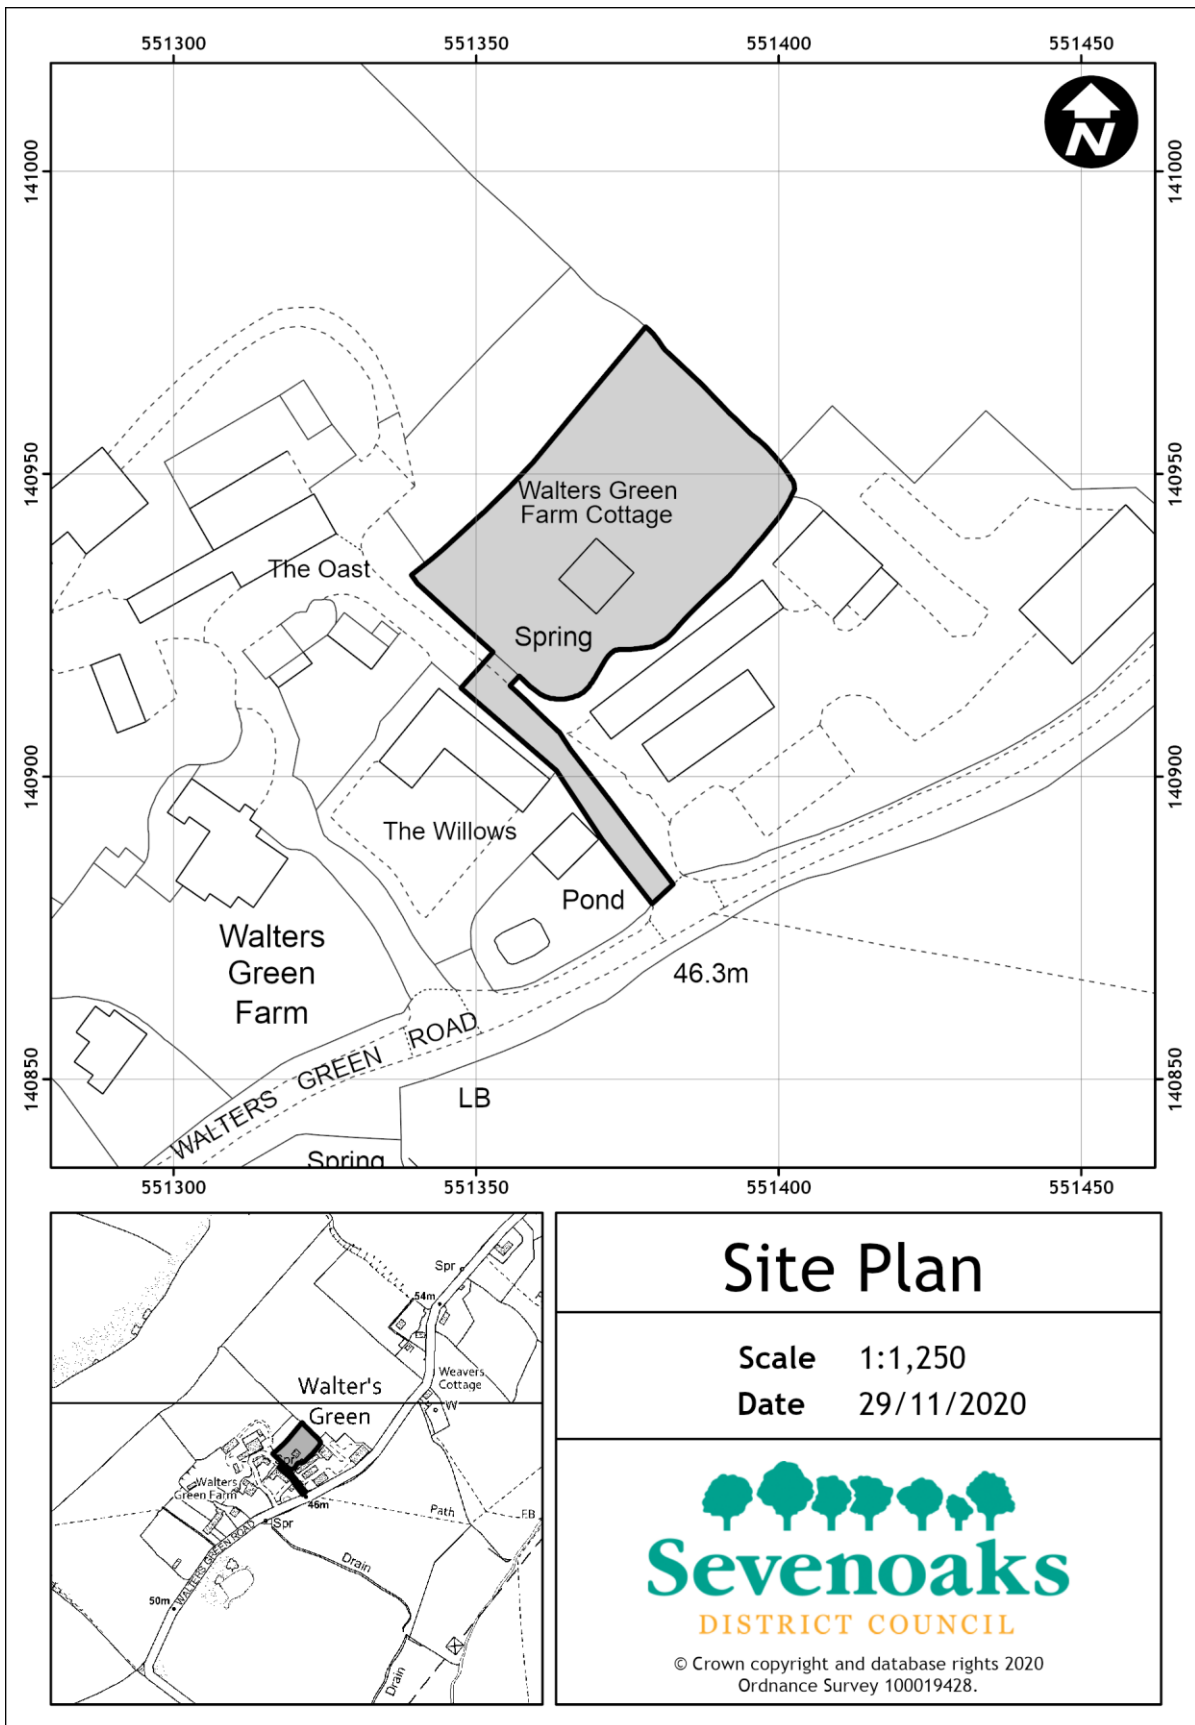 551300 551350 551400 551450
N
141000 141000
140950 140950
Walters Green
Farm Cottage
The Oast
Spring
140900 140900
The Willows
Pond
Walters
Green
Farm
46.3m
WALTERS GREEN ROAD
140850 140850
LB
Spring
551300 551350 551400 551450
Spr
54m
Weavers
Cottage
W
Walter's
Green
Spr
Walters
Green Farm
46m
Path
EB
Spr
WALTERS GREEN ROAD
Drain
50m
Drain
Site Plan
Scale 1:1,250
Date 29/11/2020
Sevenoaks
DISTRICT COUNCIL
© Crown copyright and database rights 2020
Ordnance Survey 100019428.